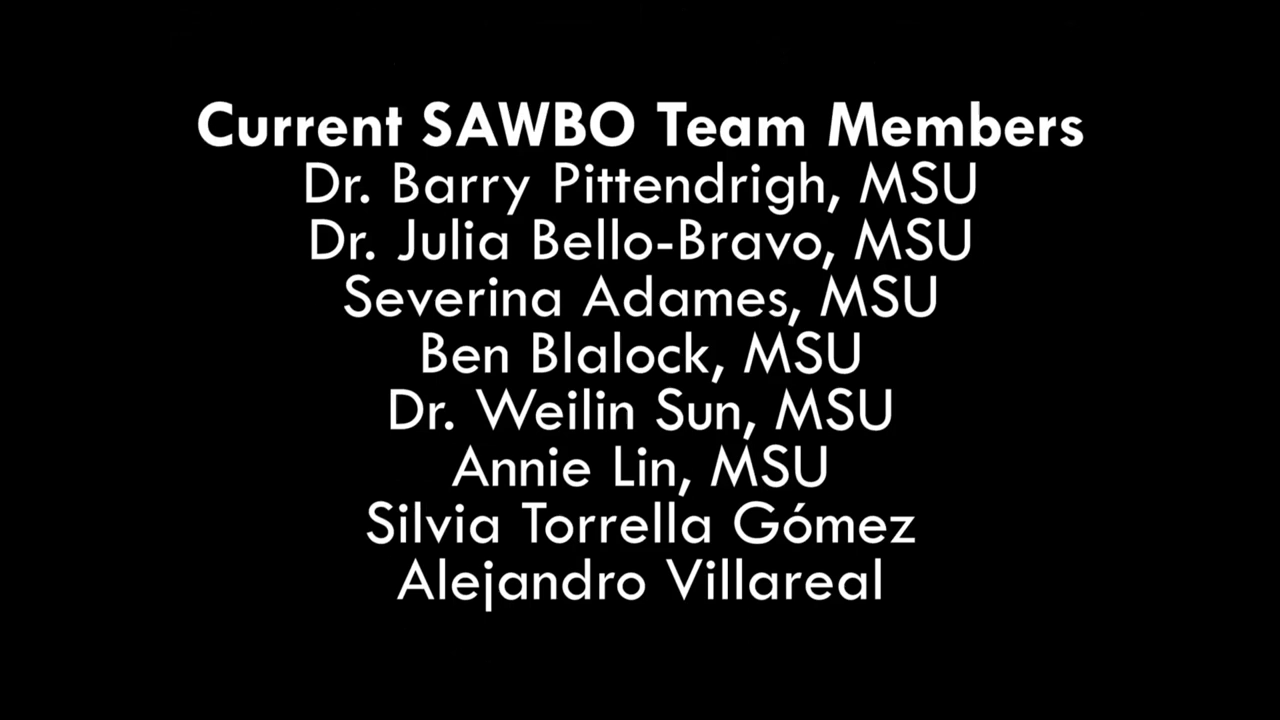 Current SAWBO Team Members
Dr. Barry Pittendrigh, MSU
Dr. Julia Bello-Bravo, MSU
Severina Adames, MSU
Ben Blalock, MSU
Dr. Weilin Sun, MSU
Annie Lin, MSU
Silvia Torrella Gómez
Alejandro Villareal